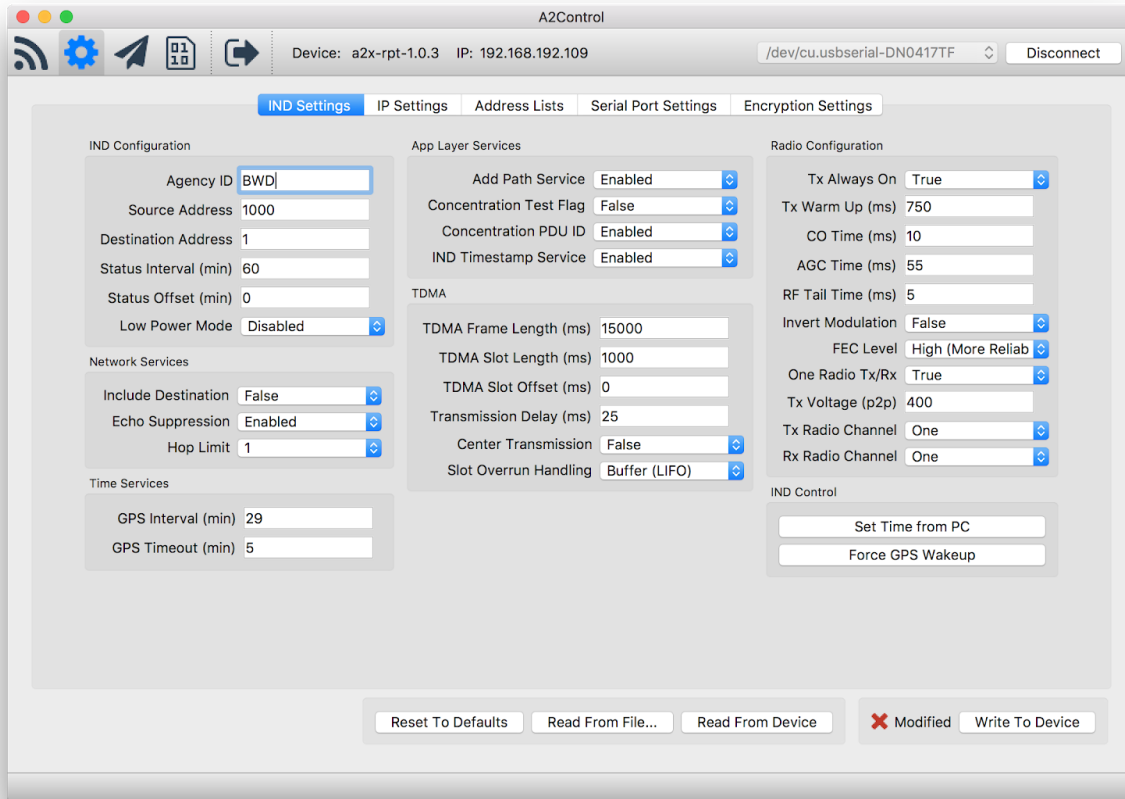 A2Control
01
10
Device: a2x-rpt-1.0.3 IP: 192.168.192.109
/dev/cu.usbserial-DN0417TF
Disconnect
IND Settings
IP Settings
Address Lists
Serial Port Settings
Encryption Settings
IND Configuration
Agency ID BWD
Source Address 1000
Destination Address 1
Status Interval (min) 60
Status Offset (min) 0
Low Power Mode Disabled
Network Services
Include Destination False
Echo Suppression Enabled
Hop Limit 1
Time Services
GPS Interval (min) 29
GPS Timeout (min) 5
App Layer Services
Add Path Service Enabled
Concentration Test Flag False
Concentration PDU ID Enabled
IND Timestamp Service Enabled
TDMA
TDMA Frame Length (ms) 15000
TDMA Slot Length (ms) 1000
TDMA Slot Offset (ms) 0
Transmission Delay (ms) 25
Center Transmission False
Slot Overrun Handling Buffer (LIFO)
Radio Configuration
Tx Always On True
Tx Warm Up (ms) 750
CO Time (ms) 10
AGC Time (ms) 55
RF Tail Time (ms) 5
Invert Modulation False
FEC Level High (More Reliab
One Radio Tx/Rx True
Tx Voltage (p2p) 400
Tx Radio Channel One
Rx Radio Channel One
IND Control
Set Time from PC
Force GPS Wakeup
Reset To Defaults
Read From File...
Read From Device
Modified
Write To Device